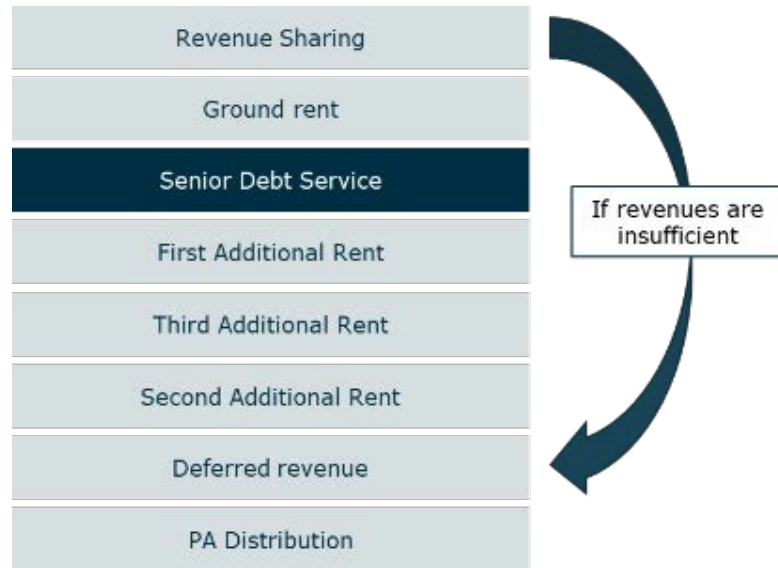 Revenue Sharing
Ground rent
Senior Debt Service
If revenues are
insufficient
First Additional Rent
Third Additional Rent
Second Additional Rent
Deferred revenue
PA Distribution